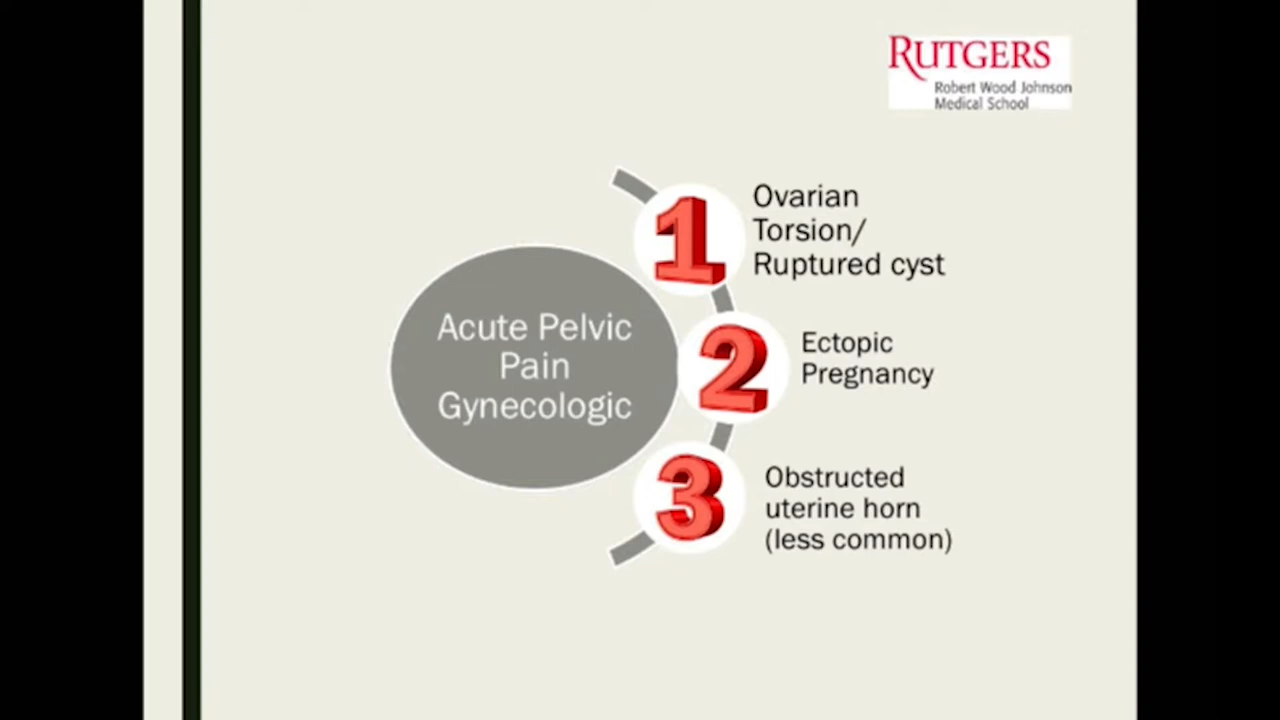 RUTGERS
Robert Wood Johnson
Medical School
1
Ovarian
Torsion/
Ruptured cyst
Acute Pelvic
Pain
Gynecologic
2
Ectopic
Pregnancy
3
Obstructed
uterine horn
(less common)